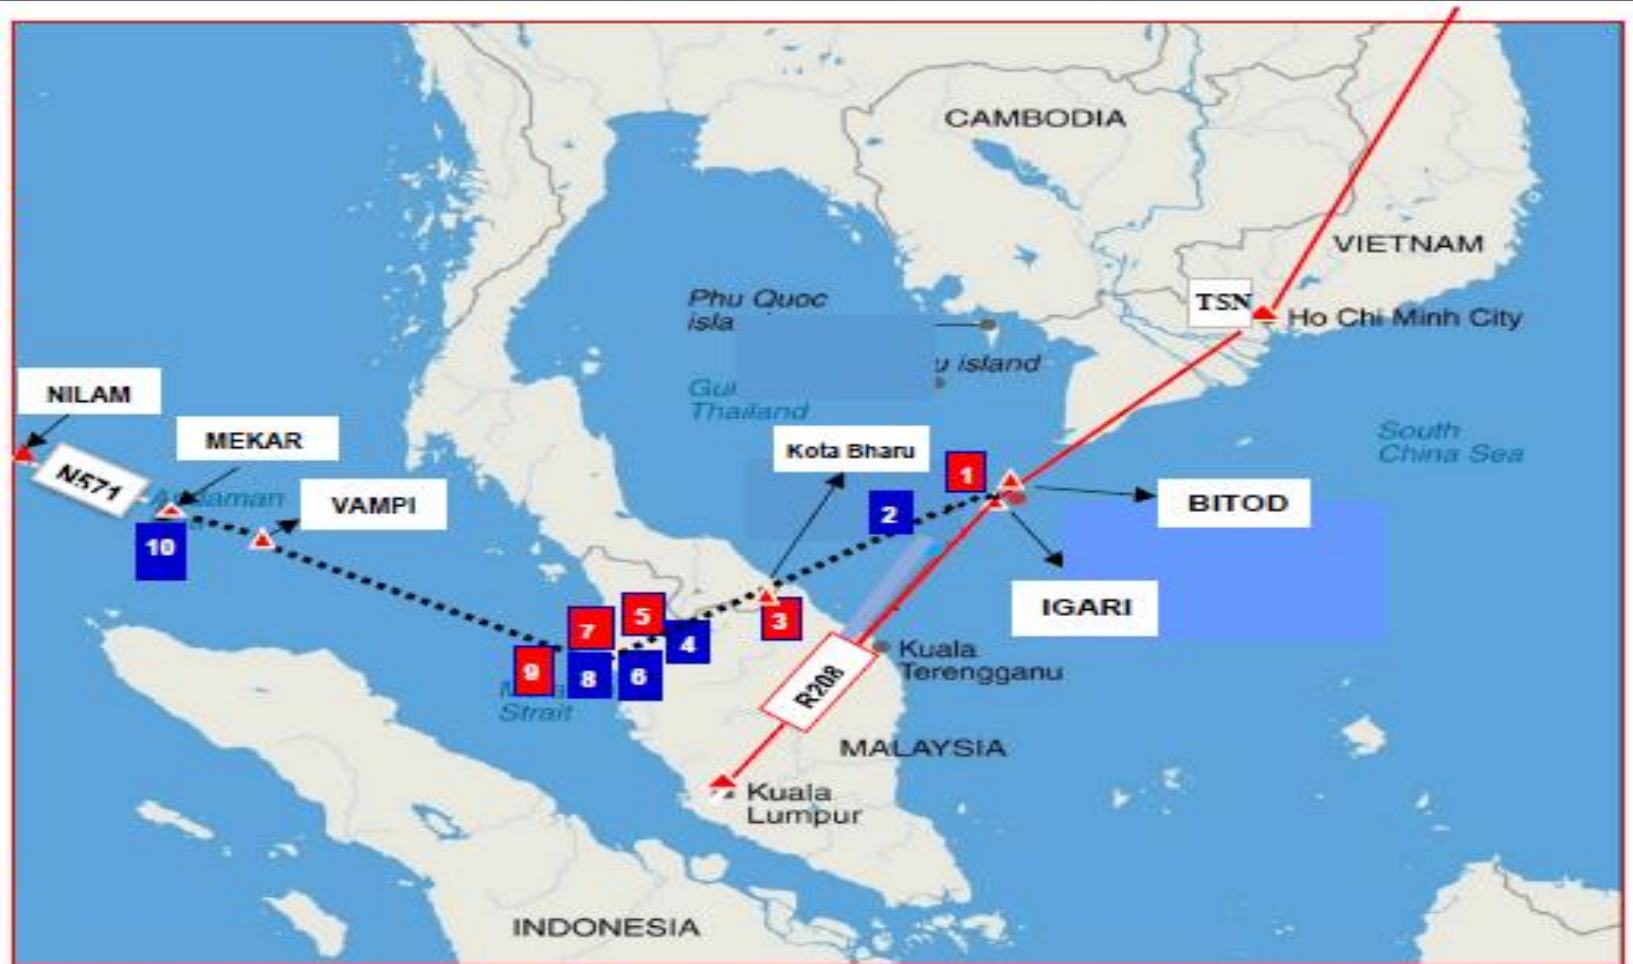 CAMBODIA
VIETNAM
Phu Quoc
isla
TSN
Ho Chi Minh City
u island
Gul
Thailand
NILAM
MEKAR
N571
VAMPI
Kota Bharu
South
China Sea
1
2
BITOD
10
IGARI
3
5
7
4
9
8
6
Strait
Kuala
Terengganu
R208
MALAYSIA
Kuala
Lumpur
INDONESIA